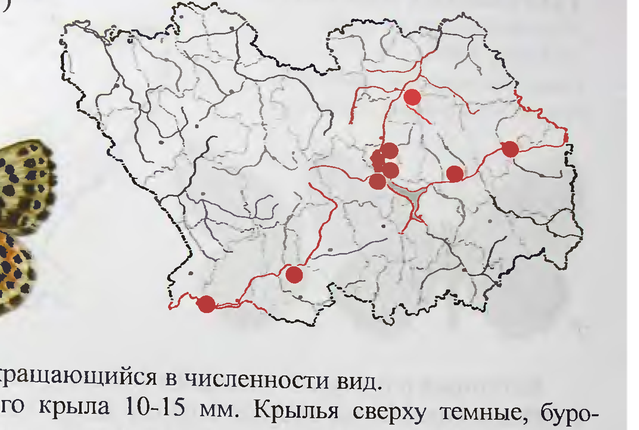 )
кращающийся в численности вид.
го крыла 10-15 мм. Крылья сверху темные, буро-